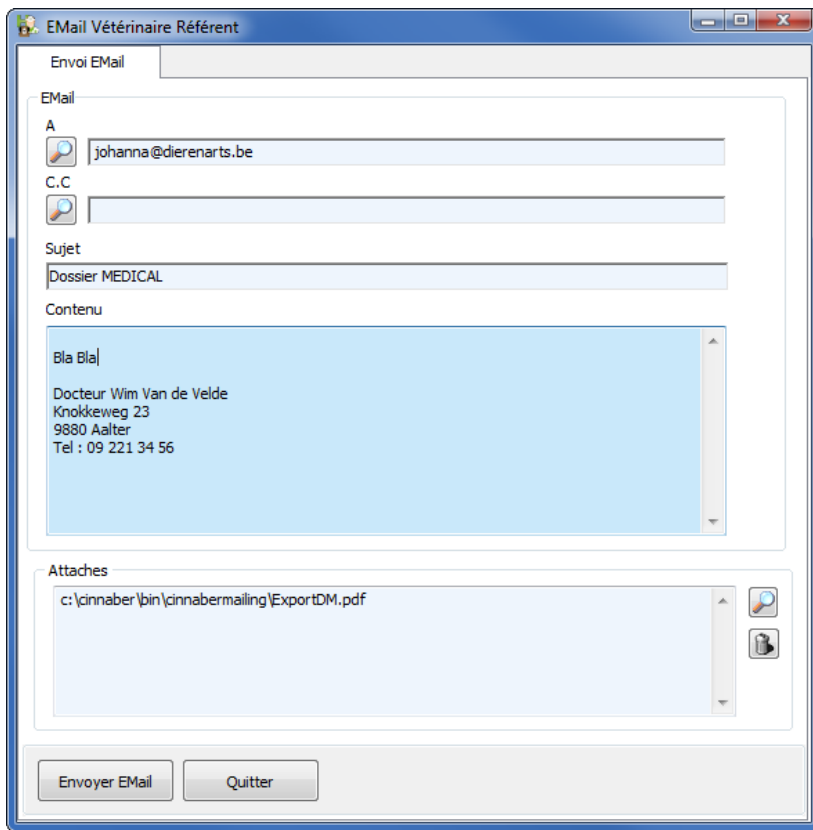 EMail Vétérinaire Référent
Envoi EMail
EMail
A
johanna@dierenarts.be
C.C
Sujet
Dossier MEDICAL
Contenu
Bla Bla
Docteur Wim Van de Velde
Knokkeweg 23
9880 Aalter
Tel : 09 221 34 56
Attaches
c:\cinnaber\bin\cinnabermailing\ExportDM.pdf
Envoyer EMail
Quitter